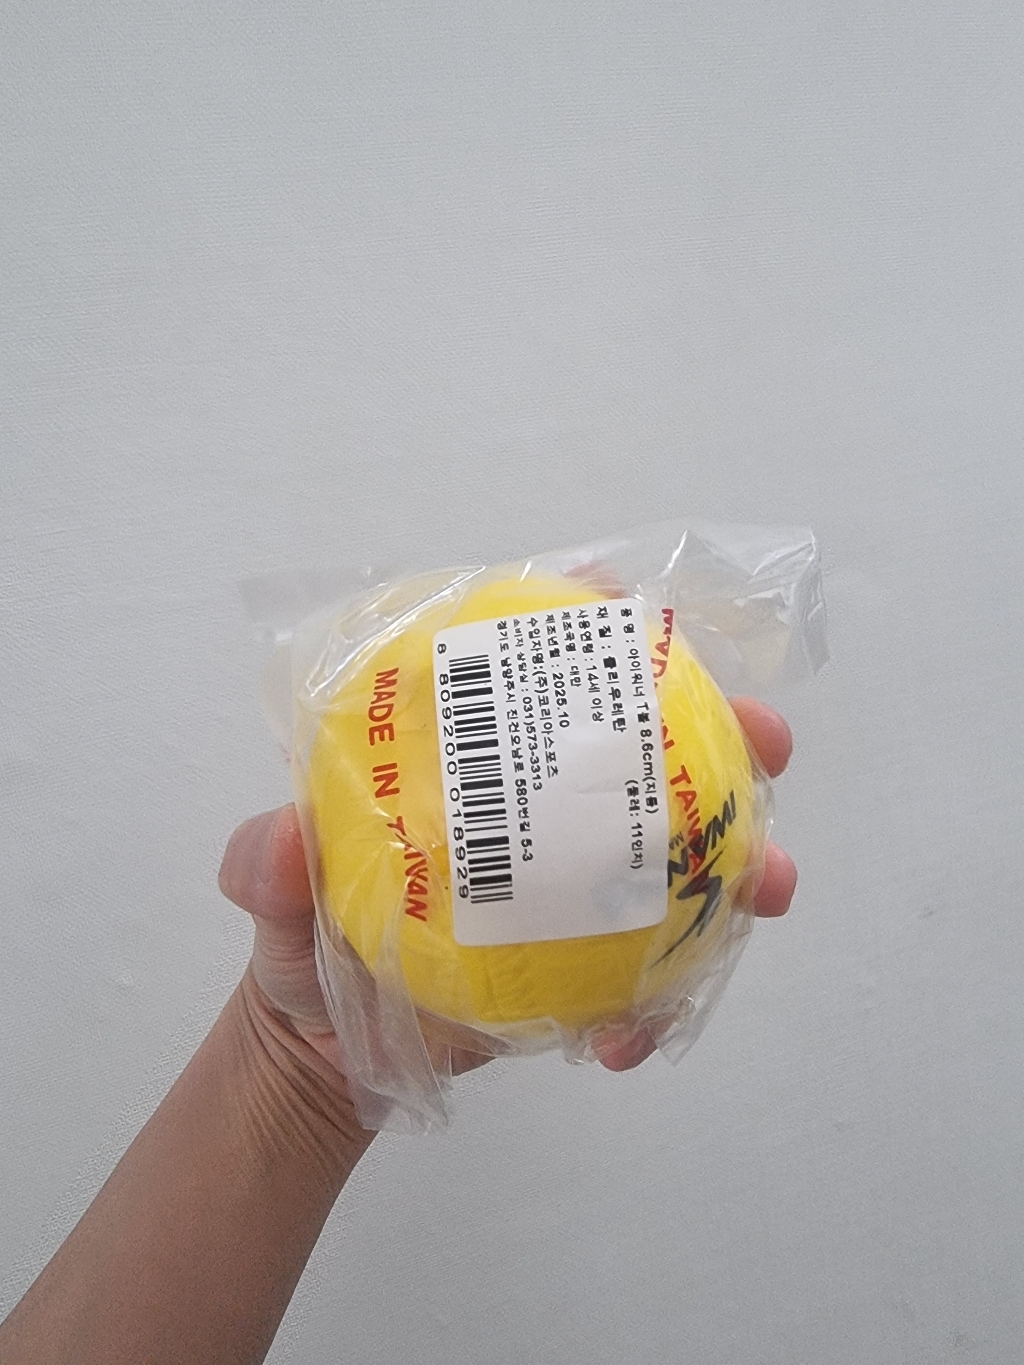 품 명 : 아이위너 T볼 8.6cm(지름)
(둘레: 11인치)
재 질 : 폴리우레탄
사용연령 : 14세 이상
제조국명 : 대만
제조년월 : 2025.10
수입자명:(주)코리아스포츠
소비자 상담실 : 031)573-3313
경기도 남양주시 진건오남로 580번길 5-3
8 809200 018929
MADE IN TAIWAN
MADE IN TAIWAN